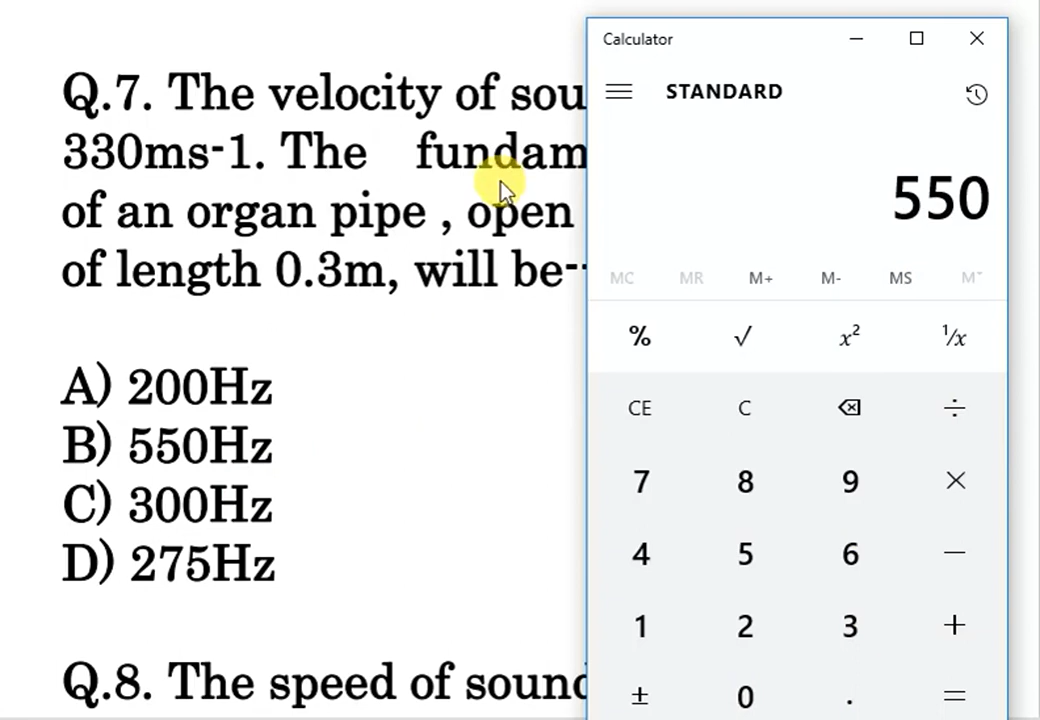 Q.7. The velocity of sou
330ms-1. The fundam
of an organ pipe , open
of length 0.3m, will be--
A) 200Hz
B) 550Hz
C) 300Hz
D) 275Hz
Q.8. The speed of sound
Calculator
STANDARD
550
MC MR M+ M- MS M˅
% √ x² ¹/x
CE C ÷
7 8 9 ×
4 5 6 −
1 2 3 +
± 0 . =